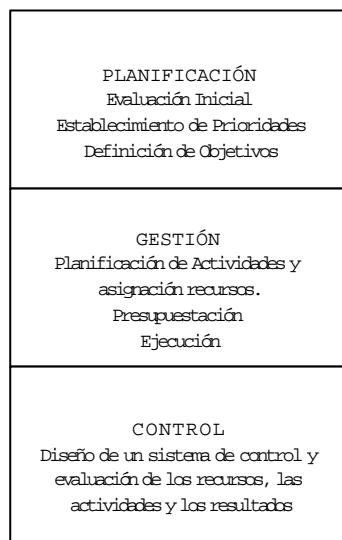 PLANIFICACIÓN
Evaluación Inicial
Establecimiento de Prioridades
Definición de Objetivos
GESTIÓN
Planificación de Actividades y
asignación recursos.
Presupuestación
Ejecución
CONTROL
Diseño de un sistema de control y
evaluación de los recursos, las
actividades y los resultados